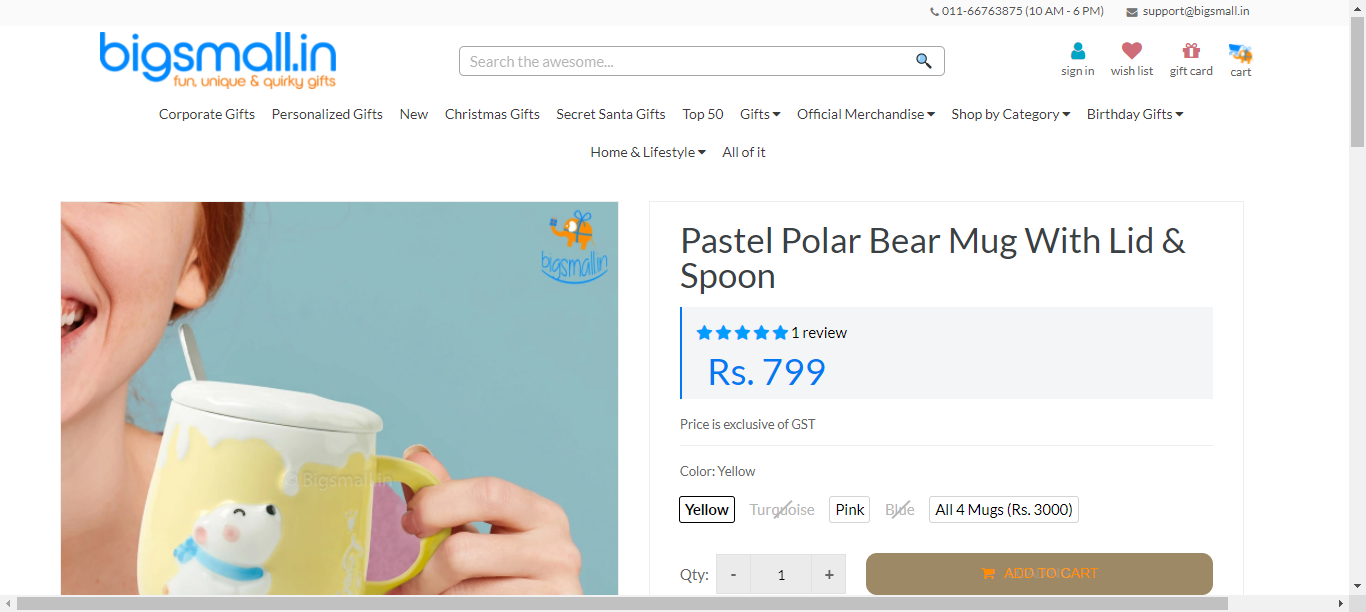 011-66763875 (10 AM - 6 PM) support@bigsmall.in
bigsmall.in
fun, unique & quirky gifts
Search the awesome...
sign in wish list gift card cart
Corporate Gifts Personalized Gifts New Christmas Gifts Secret Santa Gifts Top 50 Gifts Official Merchandise Shop by Category Birthday Gifts
Home & Lifestyle All of it
bigsmall.in
© Bigsmall.in
Pastel Polar Bear Mug With Lid &
Spoon
1 review
Rs. 799
Price is exclusive of GST
Color: Yellow
Yellow Turquoise Pink Blue All 4 Mugs (Rs. 3000)
Qty: - 1 + ADD TO CART